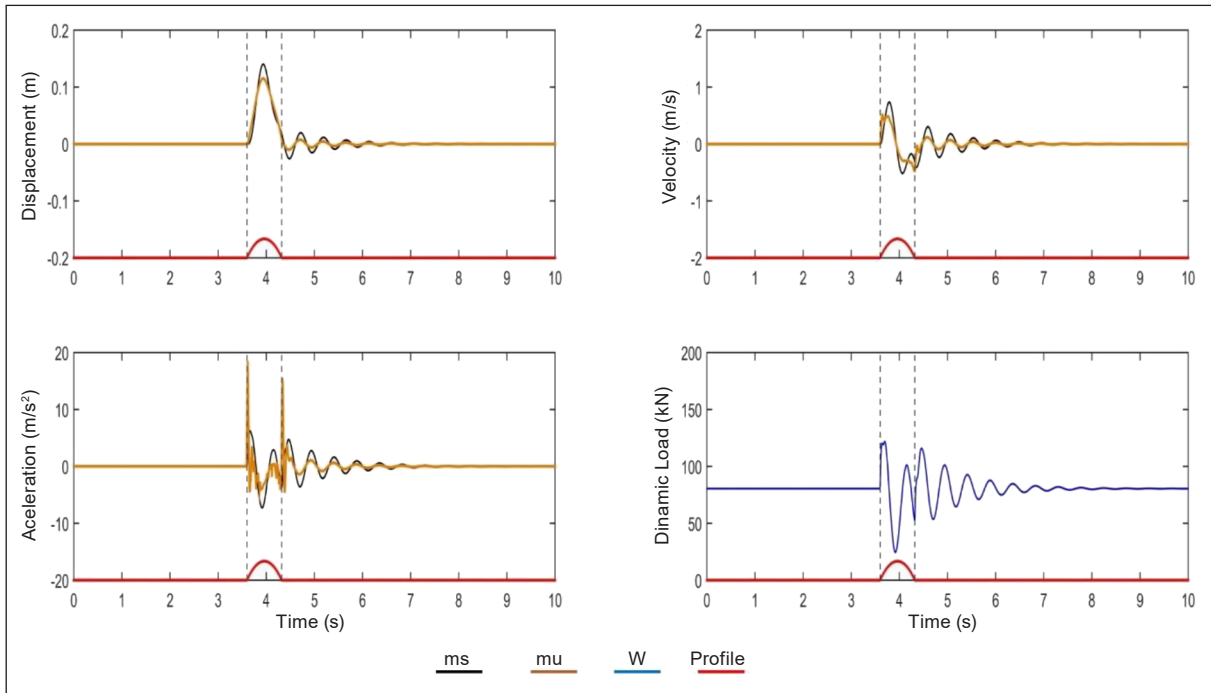 0.2
0.1
0
-0.1
-0.2
Displacement (m)
0 1 2 3 4 5 6 7 8 9 10
2
1
0
-1
-2
Velocity (m/s)
0 1 2 3 4 5 6 7 8 9 10
20
10
0
-10
-20
Aceleration (m/s²)
0 1 2 3 4 5 6 7 8 9 10
Time (s)
200
150
100
50
0
Dinamic Load (kN)
0 1 2 3 4 5 6 7 8 9 10
Time (s)
ms mu W Profile